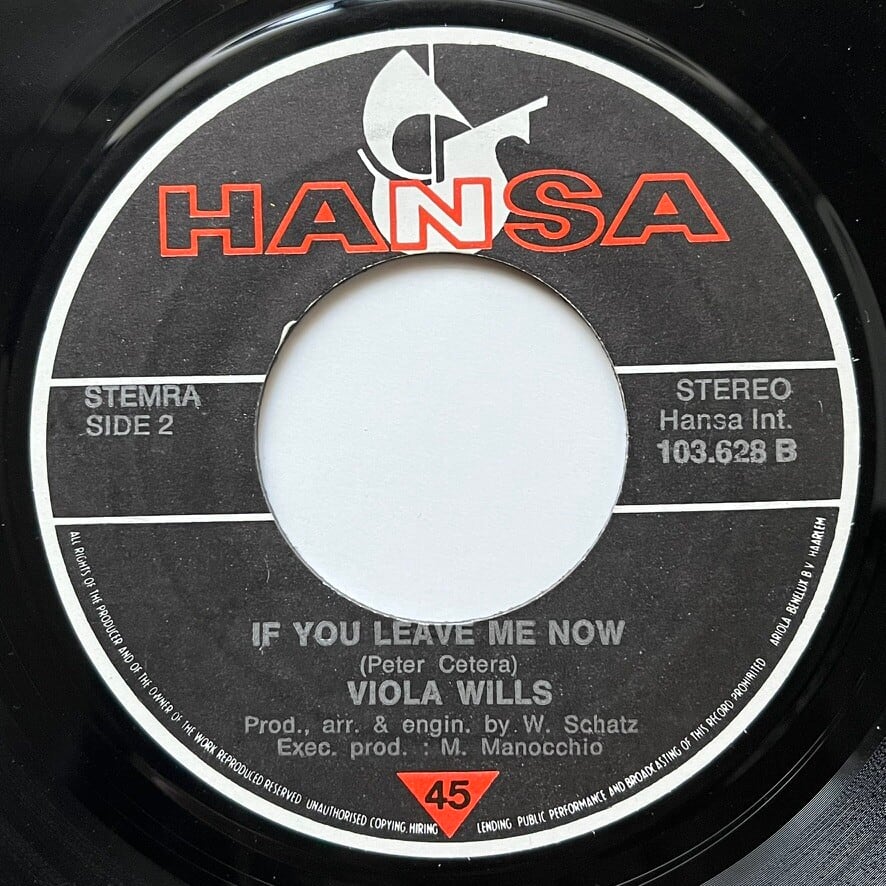 HANSA
STEMRA
SIDE 2
STEREO
Hansa Int.
103.628 B
IF YOU LEAVE ME NOW
(Peter Cetera)
VIOLA WILLS
Prod., arr. & engin. by W. Schatz
Exec. prod. : M. Manocchio
45
ALL RIGHTS OF THE PRODUCER AND OF THE OWNER OF THE WORK REPRODUCED RESERVED UNAUTHORISED COPYING, HIRING LENDING PUBLIC PERFORMANCE AND BROADCASTING OF THIS RECORD PROHIBITED ARIOLA BENELUX B V HAARLEM